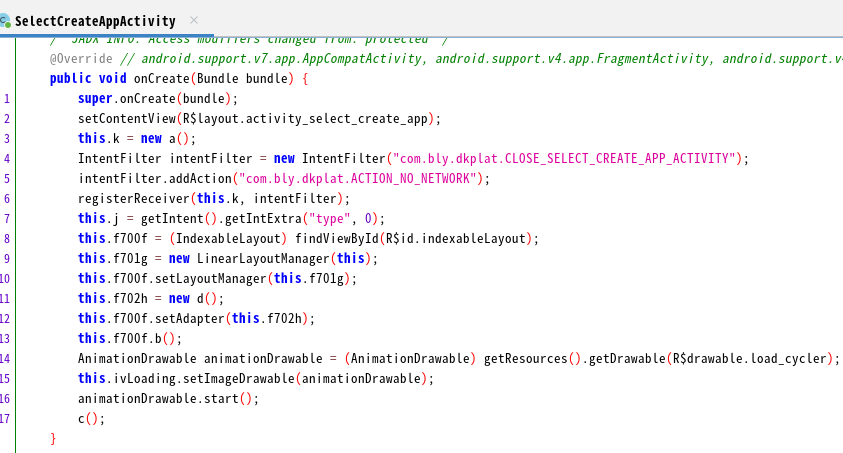 SelectCreateAppActivity
/* JADX INFO: Access modifiers changed from: protected */
@Override // android.support.v7.app.AppCompatActivity, android.support.v4.app.FragmentActivity, android.support.v4
public void onCreate(Bundle bundle) {
1 super.onCreate(bundle);
2 setContentView(R$layout.activity_select_create_app);
3 this.k = new a();
4 IntentFilter intentFilter = new IntentFilter("com.bly.dkplat.CLOSE_SELECT_CREATE_APP_ACTIVITY");
5 intentFilter.addAction("com.bly.dkplat.ACTION_NO_NETWORK");
6 registerReceiver(this.k, intentFilter);
7 this.j = getIntent().getIntExtra("type", 0);
8 this.f700f = (IndexableLayout) findViewById(R$id.indexableLayout);
9 this.f701g = new LinearLayoutManager(this);
10 this.f700f.setLayoutManager(this.f701g);
11 this.f702h = new d();
12 this.f700f.setAdapter(this.f702h);
13 this.f700f.b();
14 AnimationDrawable animationDrawable = (AnimationDrawable) getResources().getDrawable(R$drawable.load_cycler);
15 this.ivLoading.setImageDrawable(animationDrawable);
16 animationDrawable.start();
17 c();
}